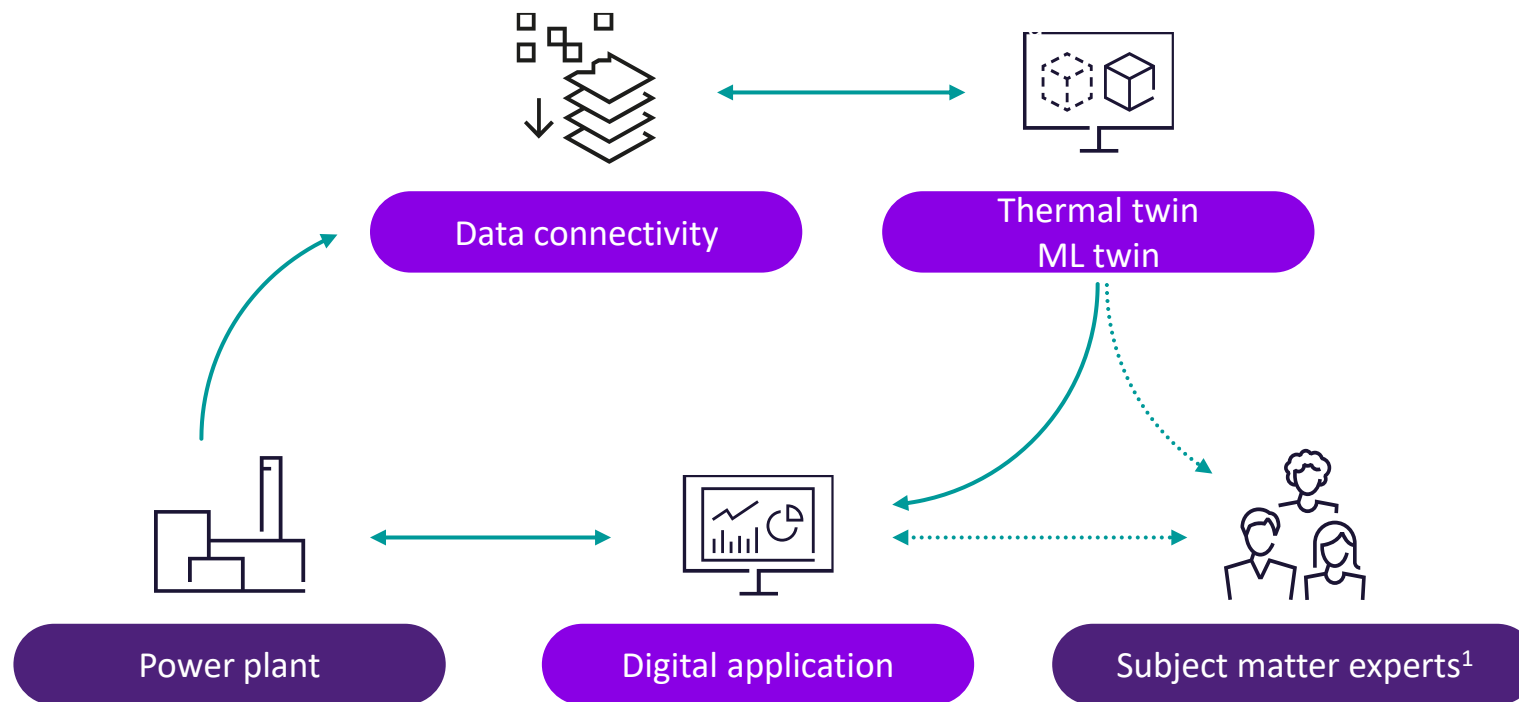 Data connectivity
Thermal twin
ML twin
Power plant
Digital application
Subject matter experts¹